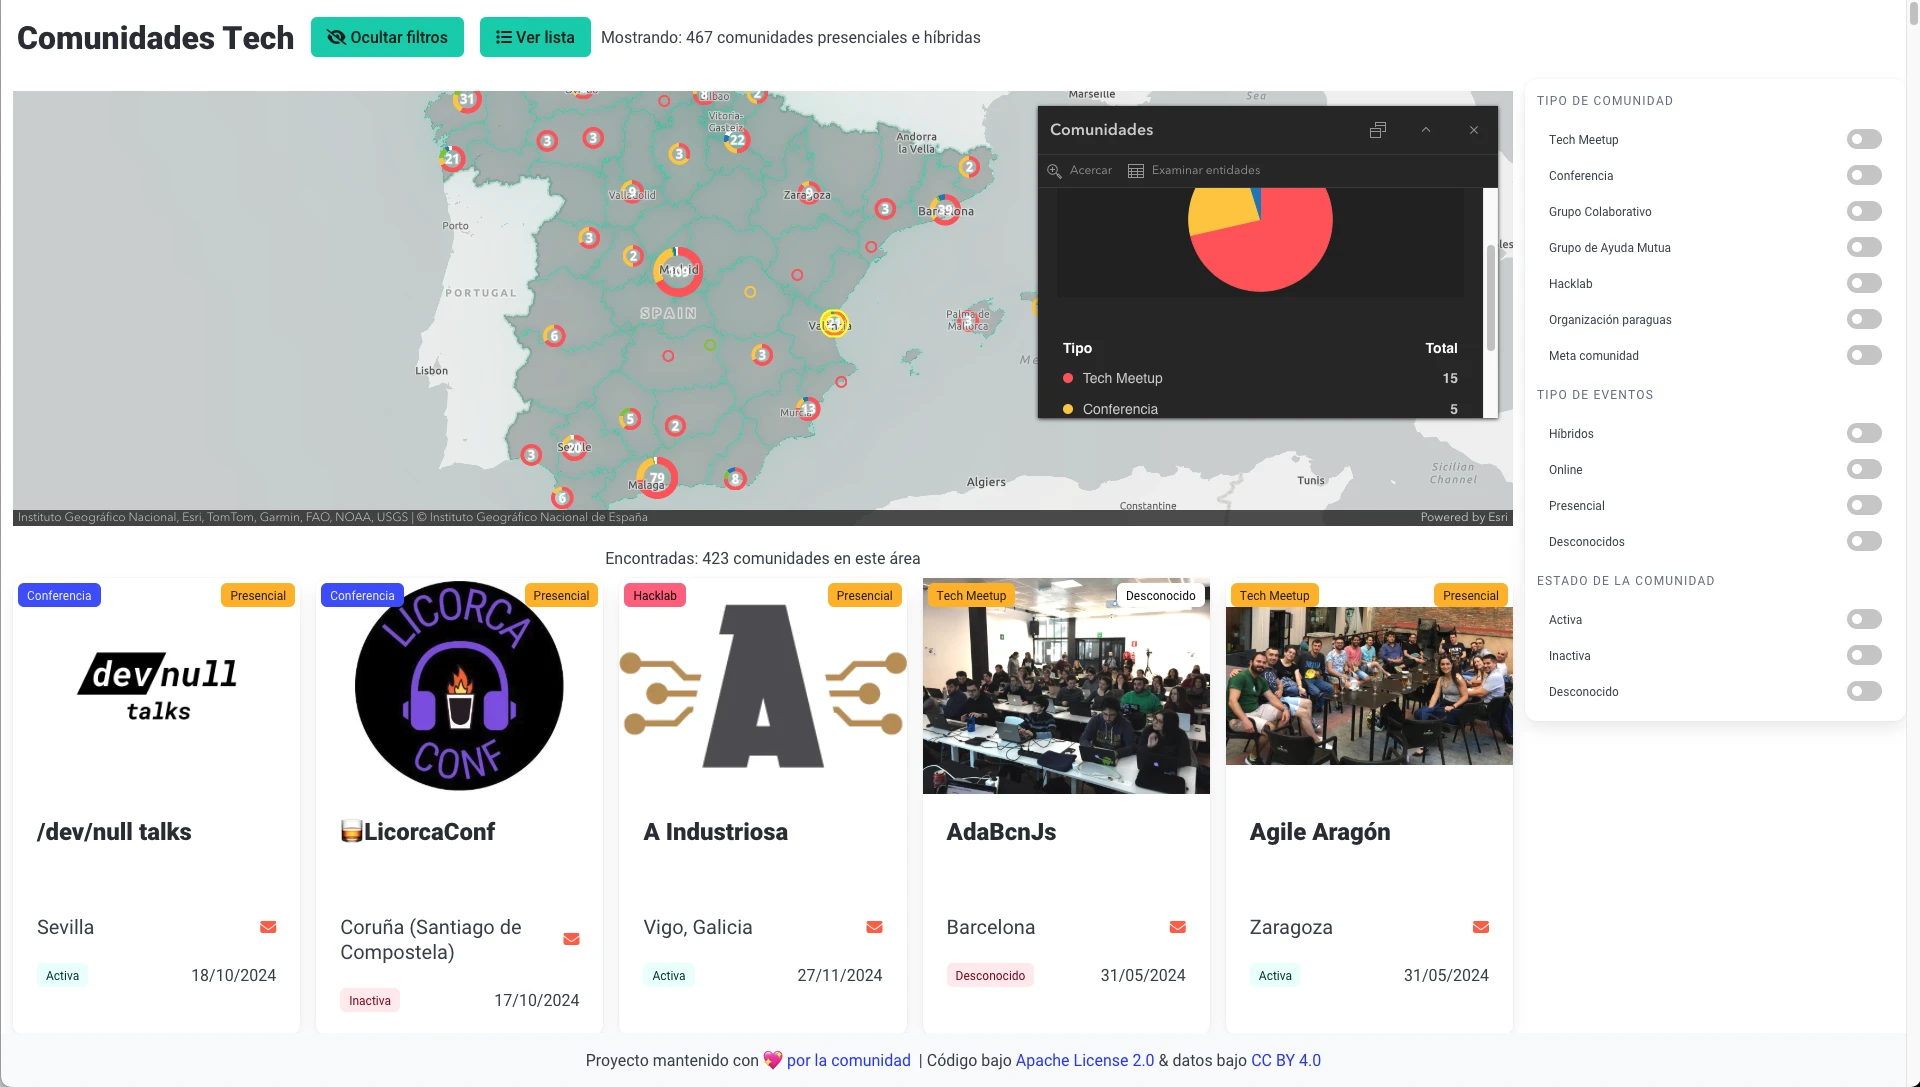 Comunidades Tech
Ocultar filtros
Ver lista
Mostrando: 467 comunidades presenciales e híbridas
31
Bilbao
2
Marseille
Sea
Vitoria-
Gasteiz
22
3
3
3
21
Andorra
la Vella
2
Valladolid
9
Zaragoza
3
Barcelona
39
Porto
3
2
Madrid
109
PORTUGAL
SPAIN
València
21
Palma de
Mallorca
3
6
3
Lisbon
Murcia
13
5
2
Seville
20
3
Málaga
79
8
6
Algiers
Constantine
Tunis
Sicilian
Channel
Instituto Geográfico Nacional, Esri, TomTom, Garmin, FAO, NOAA, USGS | © Instituto Geográfico Nacional de España
Powered by Esri
Comunidades
Acercar
Examinar entidades
Tipo Total
Tech Meetup 15
Conferencia 5
TIPO DE COMUNIDAD
Tech Meetup
Conferencia
Grupo Colaborativo
Grupo de Ayuda Mutua
Hacklab
Organización paraguas
Meta comunidad
TIPO DE EVENTOS
Híbridos
Online
Presencial
Desconocidos
ESTADO DE LA COMUNIDAD
Activa
Inactiva
Desconocido
Encontradas: 423 comunidades en este área
Conferencia Presencial
dev/null
talks
/dev/null talks
Sevilla
Activa 18/10/2024
Conferencia Presencial
LICORCA
CONF
🥃LicorcaConf
Coruña (Santiago de
Compostela)
Inactiva 17/10/2024
Hacklab Presencial
A
A Industriosa
Vigo, Galicia
Activa 27/11/2024
Tech Meetup Desconocido
AdaBcnJs
Barcelona
Desconocido 31/05/2024
Tech Meetup Presencial
Agile Aragón
Zaragoza
Activa 31/05/2024
Proyecto mantenido con 💖 por la comunidad | Código bajo Apache License 2.0 & datos bajo CC BY 4.0